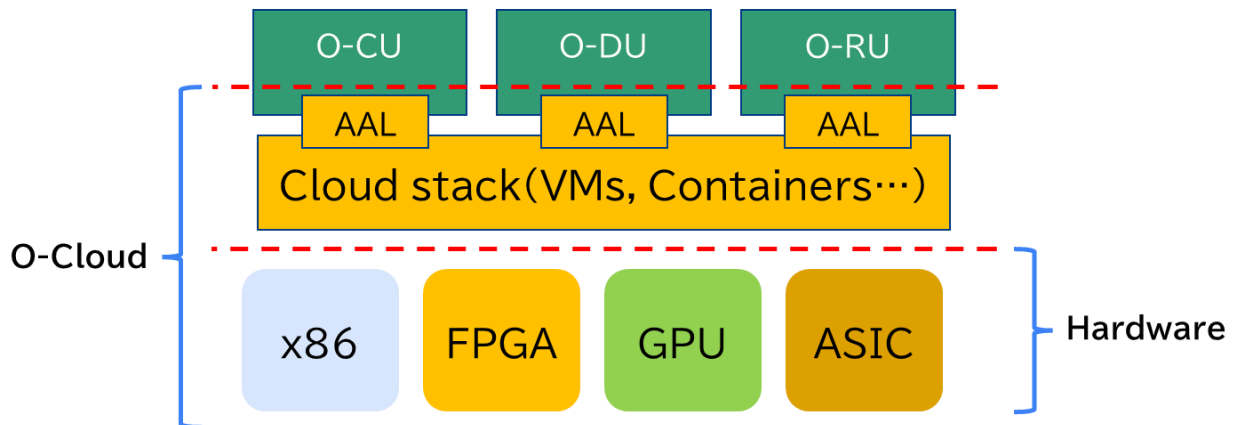 O-CU
O-DU
O-RU
AAL
AAL
AAL
Cloud stack(VMs, Containers…)
O-Cloud
x86
FPGA
GPU
ASIC
Hardware